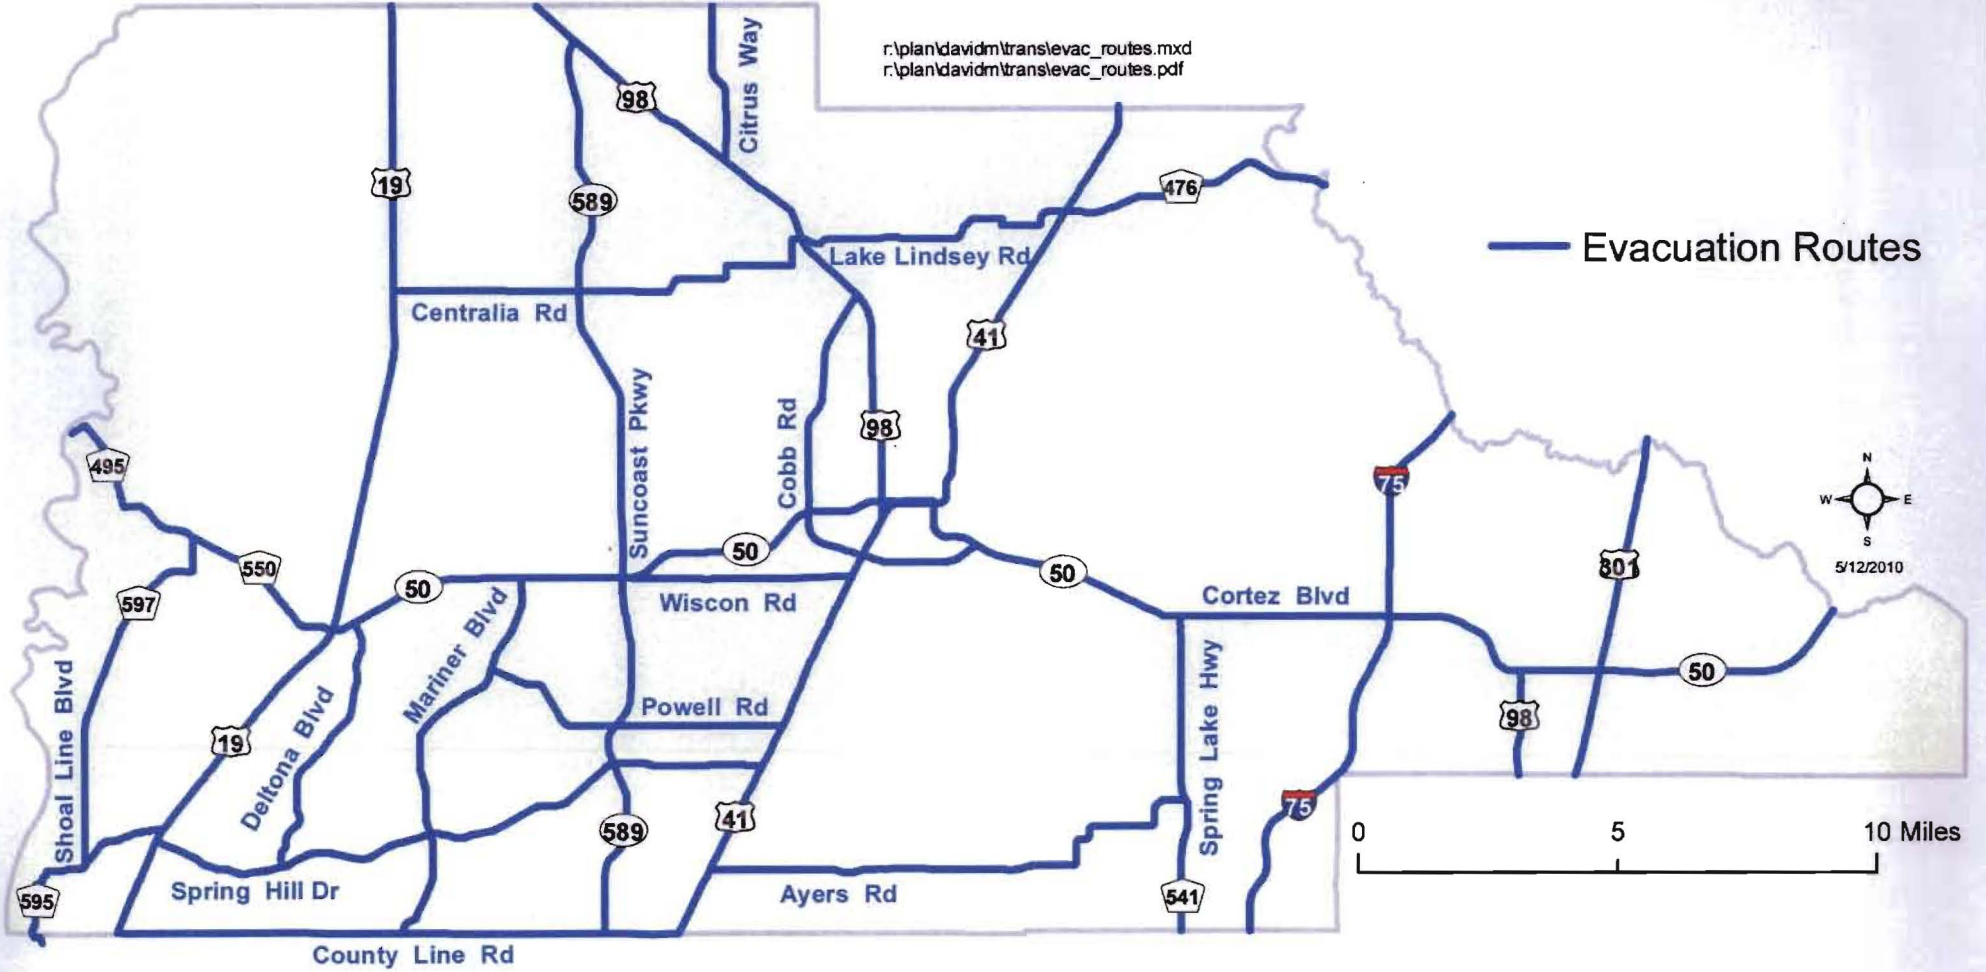 r:\plan\davidm\trans\evac_routes.mxd
r:\plan\davidm\trans\evac_routes.pdf
Citrus Way
98
19
589
476
Lake Lindsey Rd
Evacuation Routes
Centralia Rd
41
Suncoast Pkwy
Cobb Rd
98
495
75
N
W
E
S
5/12/2010
50
550
50
50
301
597
Wiscon Rd
Cortez Blvd
Mariner Blvd
Shoal Line Blvd
Deltona Blvd
Powell Rd
Spring Lake Hwy
50
98
19
75
41
589
0 5 10 Miles
Spring Hill Dr
Ayers Rd
595
541
County Line Rd